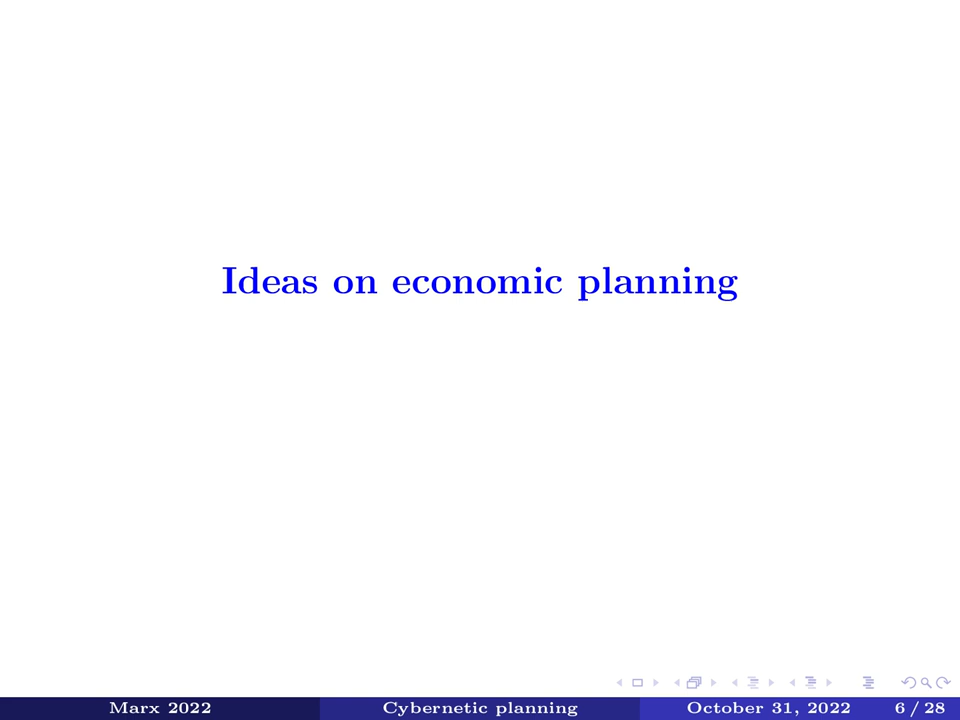 Ideas on economic planning
Marx 2022 Cybernetic planning October 31, 2022 6 / 28